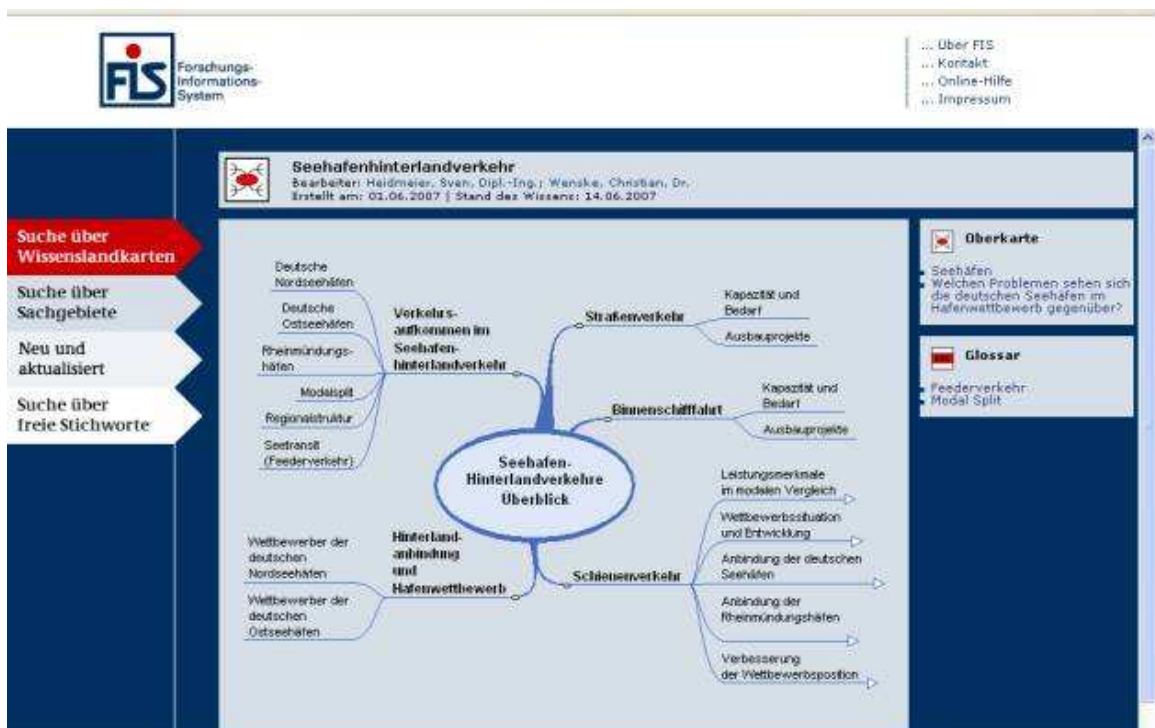 FIS
Forschungs-
Informations-
System
... Über FIS
... Kontakt
... Online-Hilfe
... Impressum
Seehafenhinterlandverkehr
Bearbeiter: Heidmeier, Sven, Dipl.-Ing.; Wenske, Christian, Dr.
Erstellt am: 01.06.2007 | Stand des Wissens: 14.06.2007
Suche über
Wissenslandkarten
Suche über
Sachgebiete
Neu und
aktualisiert
Suche über
freie Stichworte
Deutsche
Nordseehäfen
Deutsche
Ostseehäfen
Rheinmündungs-
häfen
Modalsplit
Regionalstruktur
Seetransit
(Feederverkehr)
Verkehrs-
aufkommen im
Seehafen-
hinterlandverkehr
Straßenverkehr
Kapazität und
Bedarf
Ausbauprojekte
Binnenschifffahrt
Kapazität und
Bedarf
Ausbauprojekte
Seehafen-
Hinterlandverkehre
Überblick
Wettbewerber der
deutschen
Nordseehäfen
Wettbewerber der
deutschen
Ostseehäfen
Hinterland-
anbindung
und
Hafenwettbewerb
Schienenverkehr
Leistungsmerkmale
im modalen Vergleich
Wettbewerbssituation
und Entwicklung
Anbindung der deutschen
Seehäfen
Anbindung der
Rheinmündungshäfen
Verbesserung
der Wettbewerbsposition
Oberkarte
Seehäfen
Welchen Problemen sehen sich
die deutschen Seehäfen im
Hafenwettbewerb gegenüber?
Glossar
Feederverkehr
Modal Split